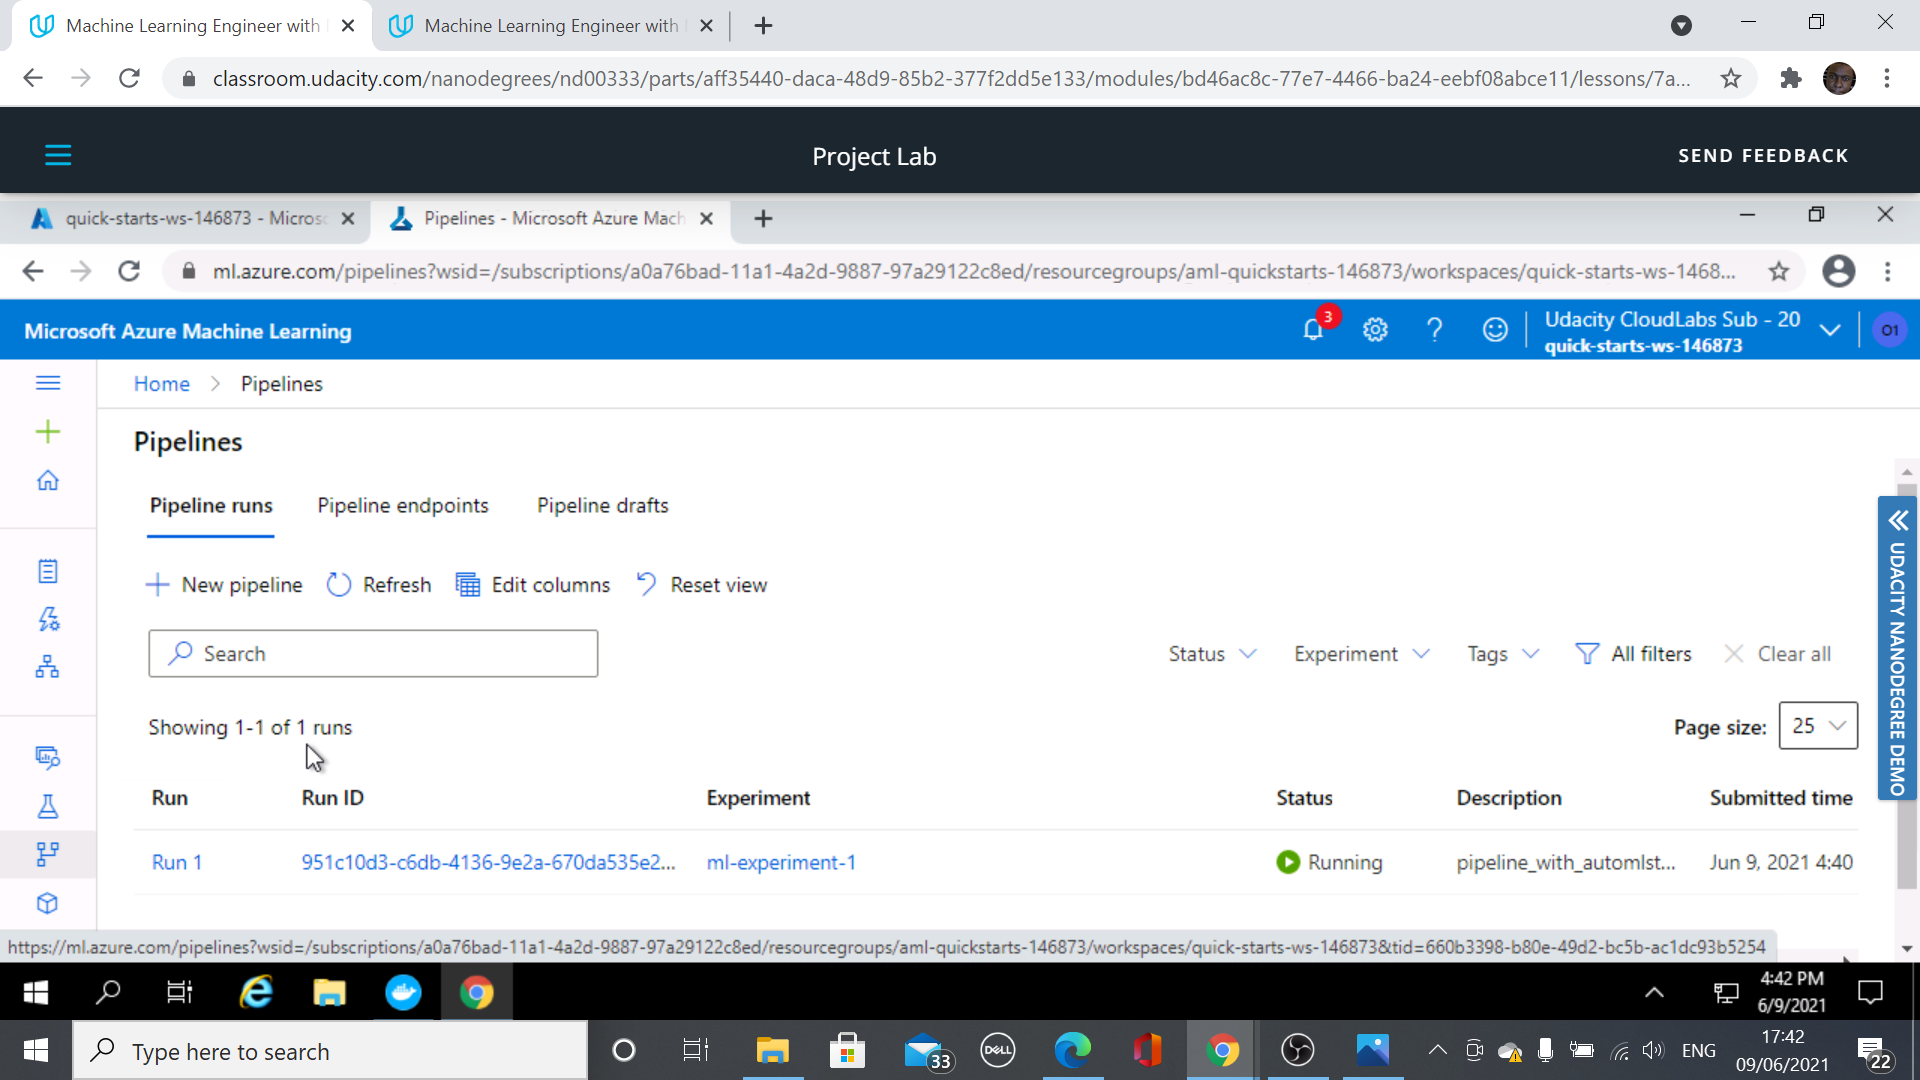 Machine Learning Engineer with
Machine Learning Engineer with
classroom.udacity.com/nanodegrees/nd00333/parts/aff35440-daca-48d9-85b2-377f2dd5e133/modules/bd46ac8c-77e7-4466-ba24-eebf08abce11/lessons/7a...
Project Lab
SEND FEEDBACK
quick-starts-ws-146873 - Micros
Pipelines - Microsoft Azure Mach
ml.azure.com/pipelines?wsid=/subscriptions/a0a76bad-11a1-4a2d-9887-97a29122c8ed/resourcegroups/aml-quickstarts-146873/workspaces/quick-starts-ws-1468...
Microsoft Azure Machine Learning
3
Udacity CloudLabs Sub - 20
quick-starts-ws-146873
O1
Home > Pipelines
Pipelines
Pipeline runs Pipeline endpoints Pipeline drafts
New pipeline Refresh Edit columns Reset view
Search
Status Experiment Tags All filters Clear all
Showing 1-1 of 1 runs
Page size: 25
UDACITY NANODEGREE DEMO
Run Run ID Experiment Status Description Submitted time
Run 1 951c10d3-c6db-4136-9e2a-670da535e2... ml-experiment-1 Running pipeline_with_automlst... Jun 9, 2021 4:40
https://ml.azure.com/pipelines?wsid=/subscriptions/a0a76bad-11a1-4a2d-9887-97a29122c8ed/resourcegroups/aml-quickstarts-146873/workspaces/quick-starts-ws-146873&tid=660b3398-b80e-49d2-bc5b-ac1dc93b5254
4:42 PM
6/9/2021
Type here to search
33
DELL
ENG
17:42
09/06/2021
22